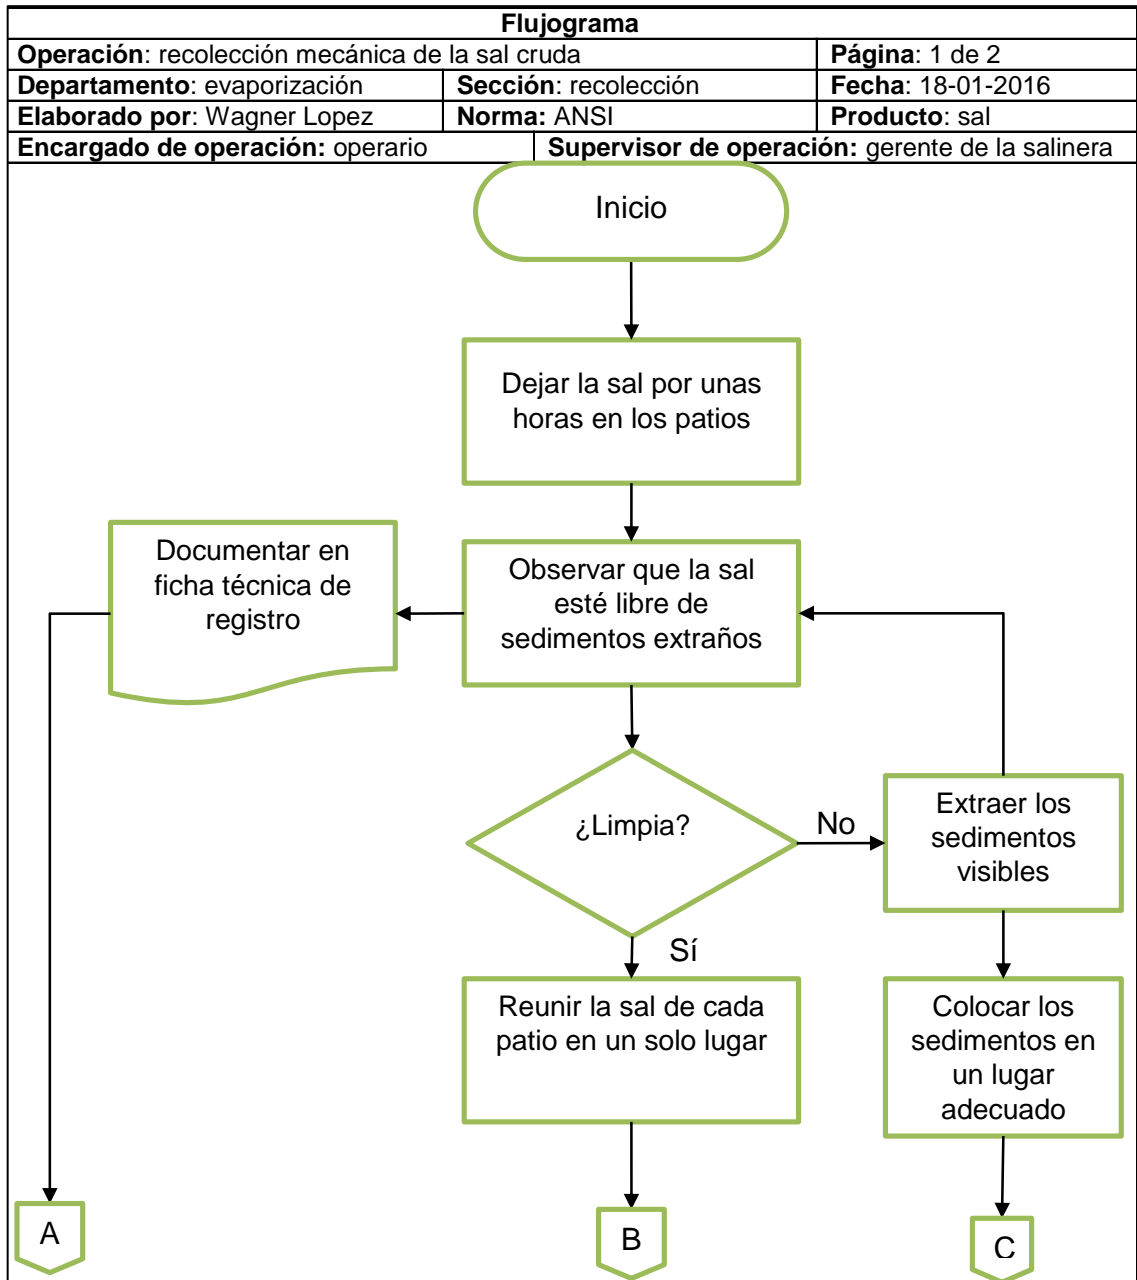 Flujograma
Operación: recolección mecánica de la sal cruda Página: 1 de 2
Departamento: evaporización Sección: recolección Fecha: 18-01-2016
Elaborado por: Wagner Lopez Norma: ANSI Producto: sal
Encargado de operación: operario Supervisor de operación: gerente de la salinera
Inicio
Dejar la sal por unas
horas en los patios
Documentar en
ficha técnica de
registro
Observar que la sal
esté libre de
sedimentos extraños
¿Limpia?
No
Extraer los
sedimentos
visibles
Sí
Reunir la sal de cada
patio en un solo lugar
Colocar los
sedimentos en
un lugar
adecuado
A
B
C